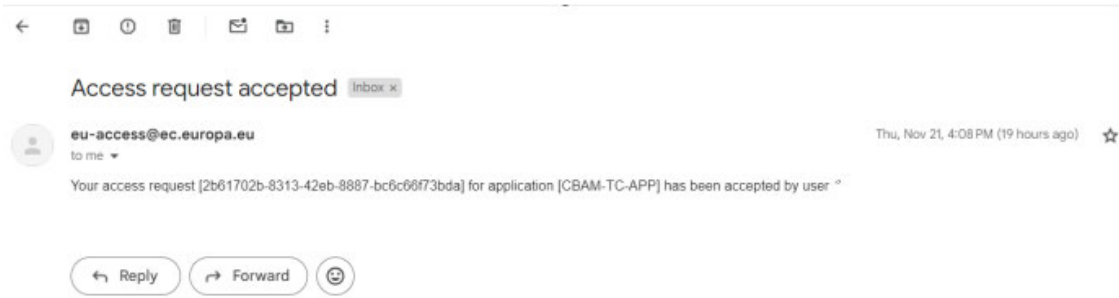 Access request accepted Inbox ×
eu-access@ec.europa.eu Thu, Nov 21, 4:08 PM (19 hours ago)
to me
Your access request [2b61702b-8313-42eb-8887-bc6c66f73bda] for application [CBAM-TC-APP] has been accepted by user
Reply Forward